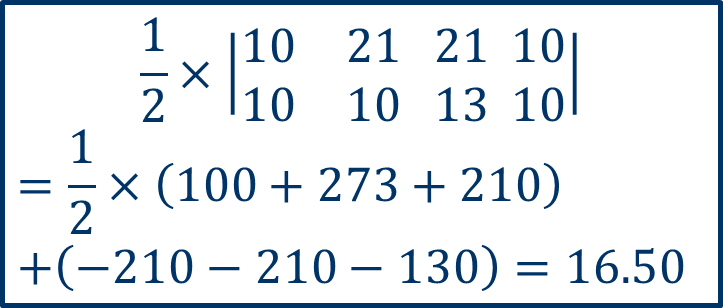 1/2 × |10 21 21 10|
|10 10 13 10|
= 1/2 × (100 + 273 + 210)
+(−210 − 210 − 130) = 16.50